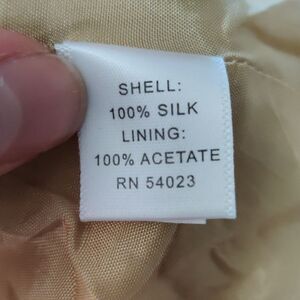 SHELL:
100% SILK
LINING:
100% ACETATE
RN 54023